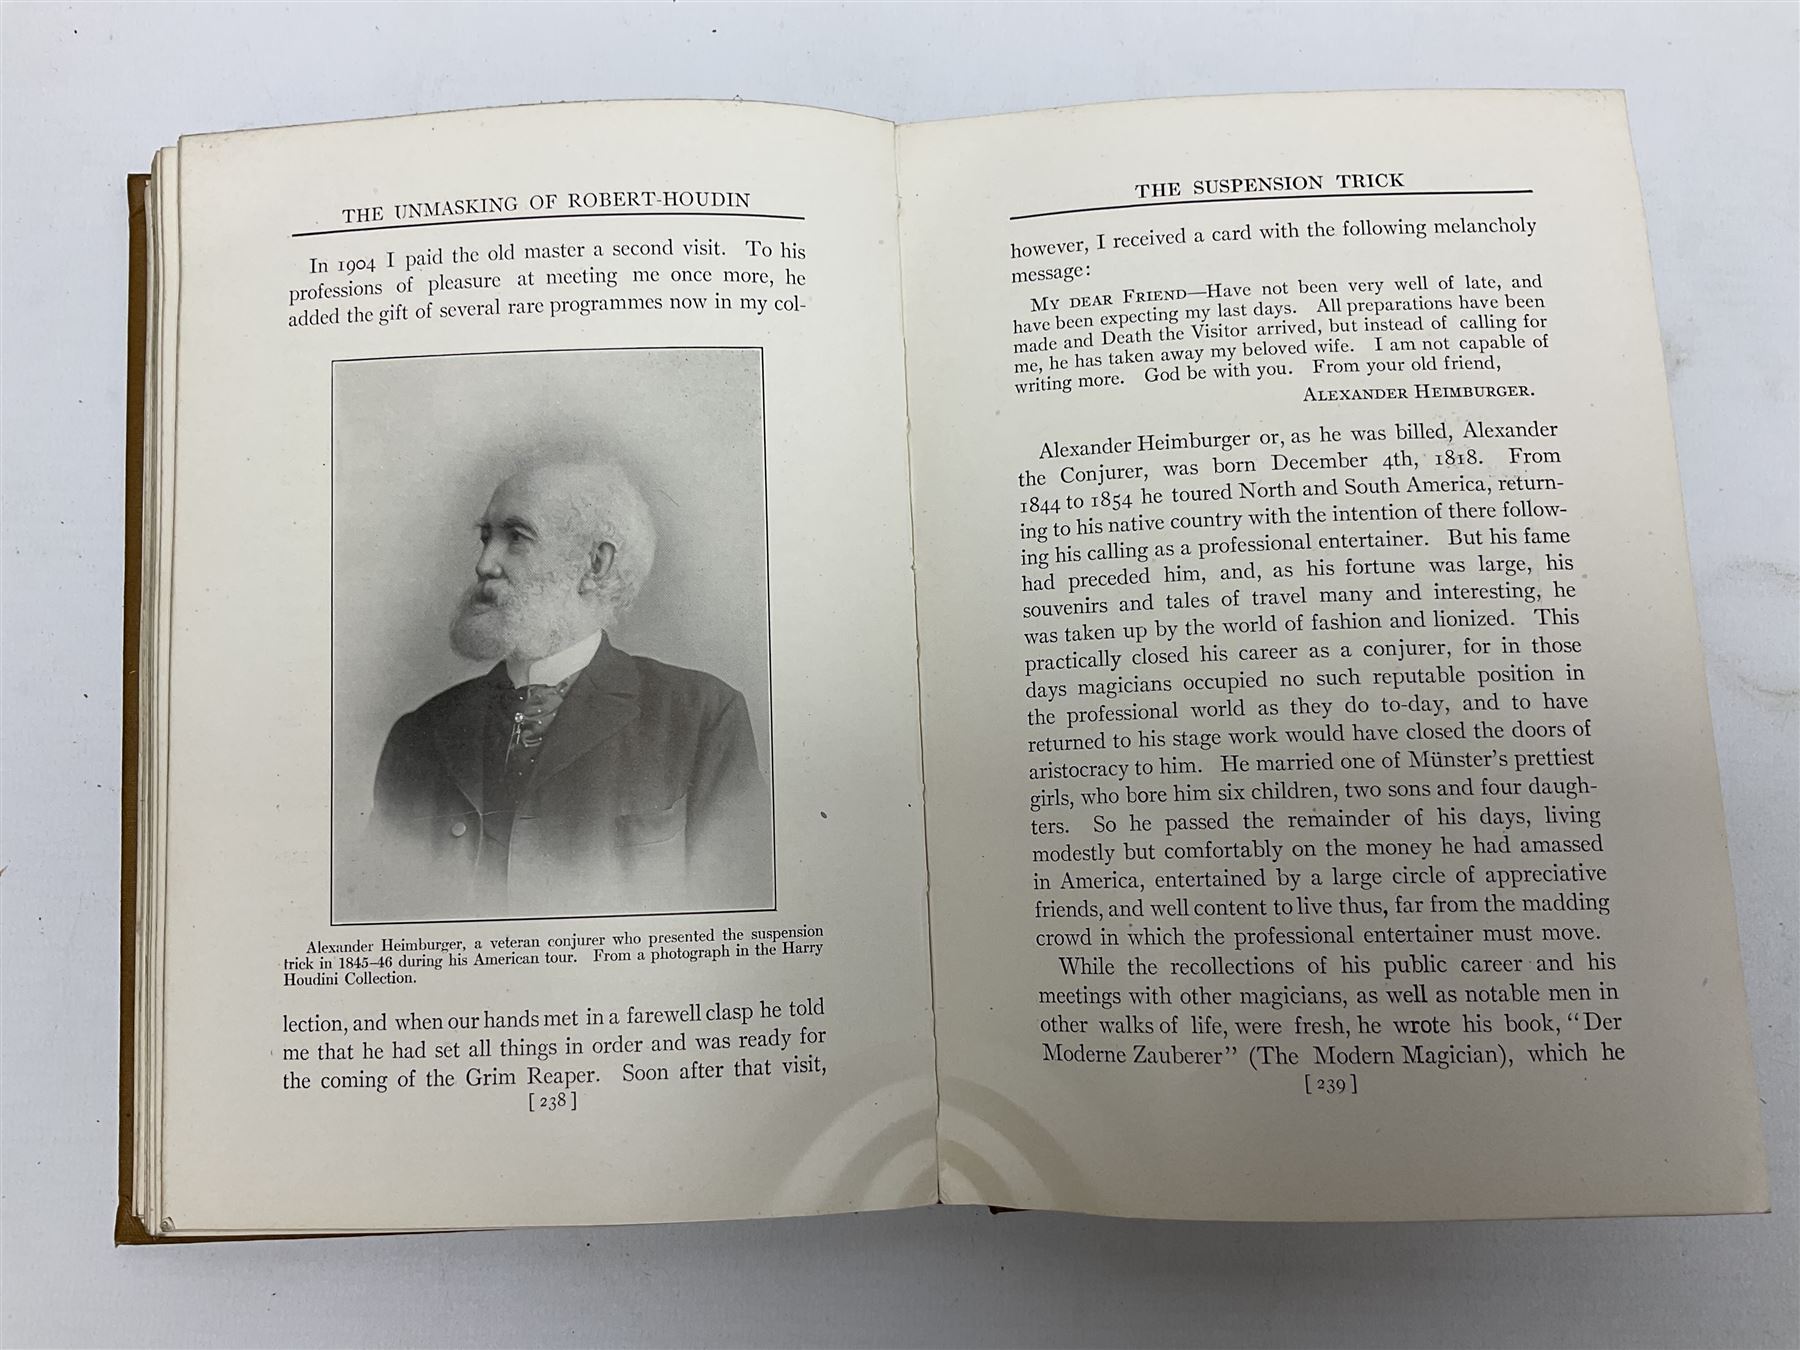 THE UNMASKING OF ROBERT-HOUDIN
In 1904 I paid the old master a second visit. To his
professions of pleasure at meeting me once more, he
added the gift of several rare programmes now in my col-
Alexander Heimburger, a veteran conjurer who presented the suspension
trick in 1845–46 during his American tour. From a photograph in the Harry
Houdini Collection.
lection, and when our hands met in a farewell clasp he told
me that he had set all things in order and was ready for
the coming of the Grim Reaper. Soon after that visit,
[ 238 ]
THE SUSPENSION TRICK
however, I received a card with the following melancholy
message:
MY DEAR FRIEND—Have not been very well of late, and
have been expecting my last days. All preparations have been
made and Death the Visitor arrived, but instead of calling for
me, he has taken away my beloved wife. I am not capable of
writing more. God be with you. From your old friend,
ALEXANDER HEIMBURGER.
Alexander Heimburger or, as he was billed, Alexander
the Conjurer, was born December 4th, 1818. From
1844 to 1854 he toured North and South America, return-
ing to his native country with the intention of there follow-
ing his calling as a professional entertainer. But his fame
had preceded him, and, as his fortune was large, his
souvenirs and tales of travel many and interesting, he
was taken up by the world of fashion and lionized. This
practically closed his career as a conjurer, for in those
days magicians occupied no such reputable position in
the professional world as they do to-day, and to have
returned to his stage work would have closed the doors of
aristocracy to him. He married one of Münster's prettiest
girls, who bore him six children, two sons and four daugh-
ters. So he passed the remainder of his days, living
modestly but comfortably on the money he had amassed
in America, entertained by a large circle of appreciative
friends, and well content to live thus, far from the madding
crowd in which the professional entertainer must move.
While the recollections of his public career and his
meetings with other magicians, as well as notable men in
other walks of life, were fresh, he wrote his book, "Der
Moderne Zauberer" (The Modern Magician), which he
[ 239 ]